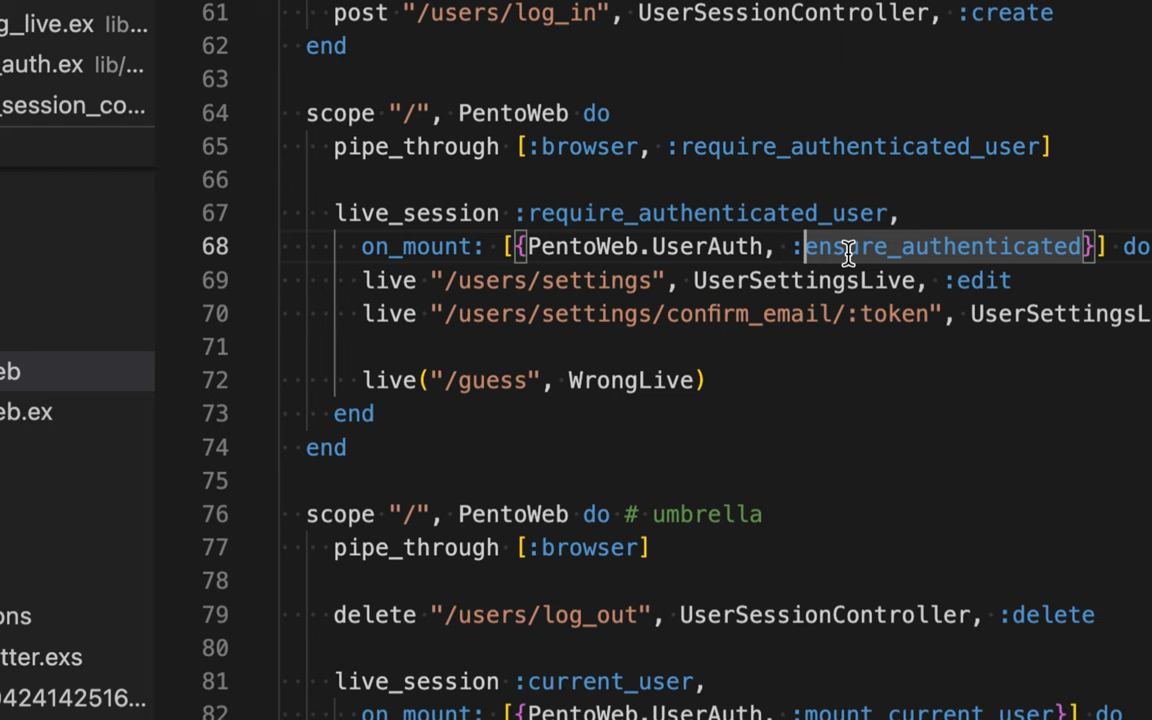 g_live.ex lib...
_auth.ex lib/...
_session_co...
eb
eb.ex
ons
tter.exs
0424142516...
61 post "/users/log_in", UserSessionController, :create
62 end
63
64 scope "/", PentoWeb do
65 pipe_through [:browser, :require_authenticated_user]
66
67 live_session :require_authenticated_user,
68 on_mount: [{PentoWeb.UserAuth, :ensure_authenticated}] do
69 live "/users/settings", UserSettingsLive, :edit
70 live "/users/settings/confirm_email/:token", UserSettingsL
71
72 live("/guess", WrongLive)
73 end
74 end
75
76 scope "/", PentoWeb do # umbrella
77 pipe_through [:browser]
78
79 delete "/users/log_out", UserSessionController, :delete
80
81 live_session :current_user,
82 on_mount: [{PentoWeb.UserAuth, :mount_current_user}] do